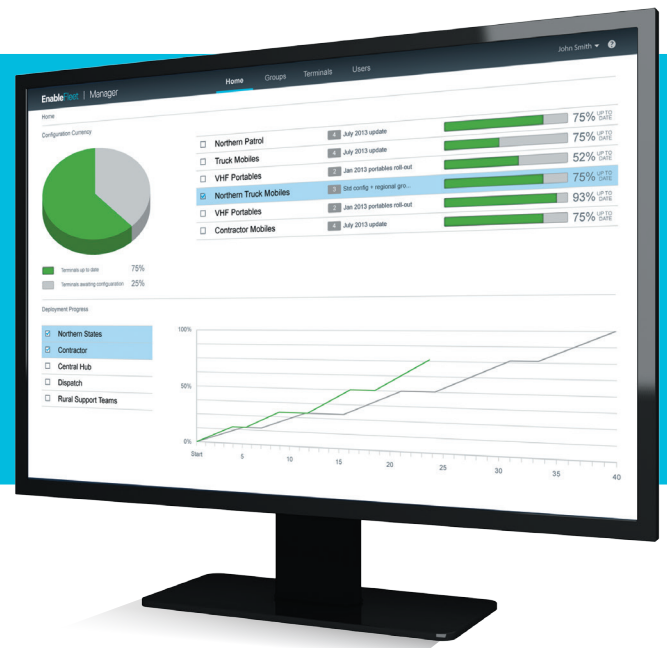 John Smith
EnableFleet | Manager
Home Groups Terminals Users
Home
Configuration Currency
Northern Patrol 4 July 2013 update 75% UP TO DATE
Truck Mobiles 4 July 2013 update 75% UP TO DATE
VHF Portables 2 Jan 2013 portables roll-out 52% UP TO DATE
Northern Truck Mobiles 3 Std config + regional gro... 75% UP TO DATE
VHF Portables 2 Jan 2013 portables roll-out 93% UP TO DATE
Contractor Mobiles 4 July 2013 update 75% UP TO DATE
Terminals up to date 75%
Terminals awaiting configuration 25%
Deployment Progress
Northern States
Contractor
Central Hub
Dispatch
Rural Support Teams
100%
50%
0%
Start 5 10 15 20 25 30 35 40